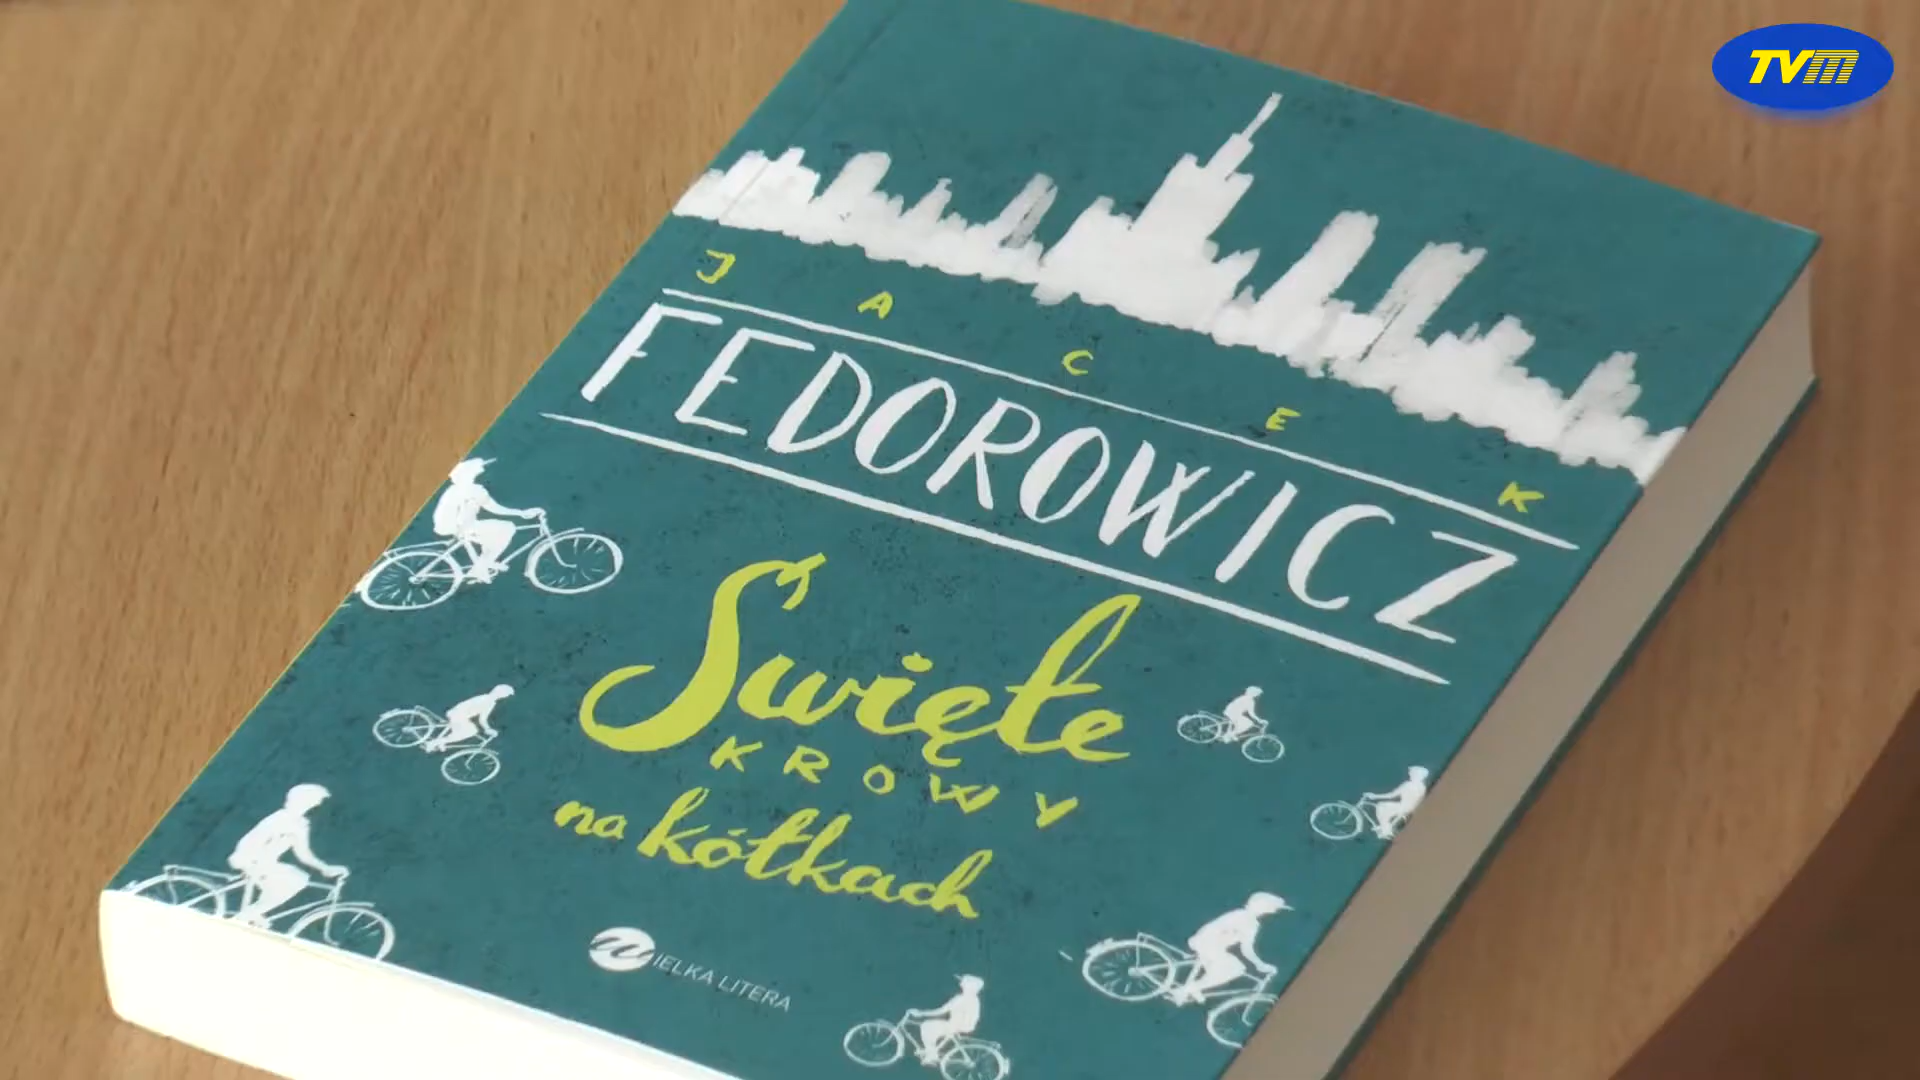 TVM
JACEK
FEDOROWICZ
Święte
KROWY
na kółkach
WIELKA LITERA